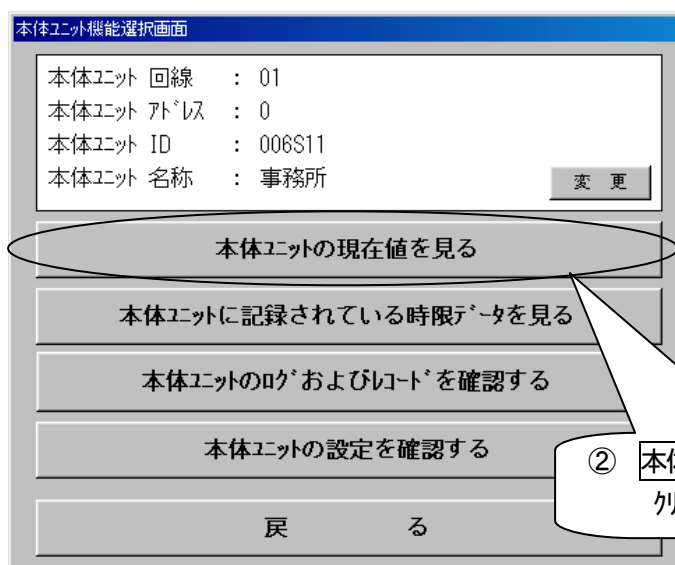 本体ﾕﾆｯﾄ機能選択画面
本体ﾕﾆｯﾄ 回線 : 01
本体ﾕﾆｯﾄ ｱﾄﾞﾚｽ : 0
本体ﾕﾆｯﾄ ID : 006S11
本体ﾕﾆｯﾄ 名称 : 事務所
変 更
本体ﾕﾆｯﾄの現在値を見る
本体ﾕﾆｯﾄに記録されている時限ﾃﾞｰﾀを見る
本体ﾕﾆｯﾄのﾛｸﾞおよびﾚｺｰﾄﾞを確認する
本体ﾕﾆｯﾄの設定を確認する
② 本体
ｸﾘ
戻 る